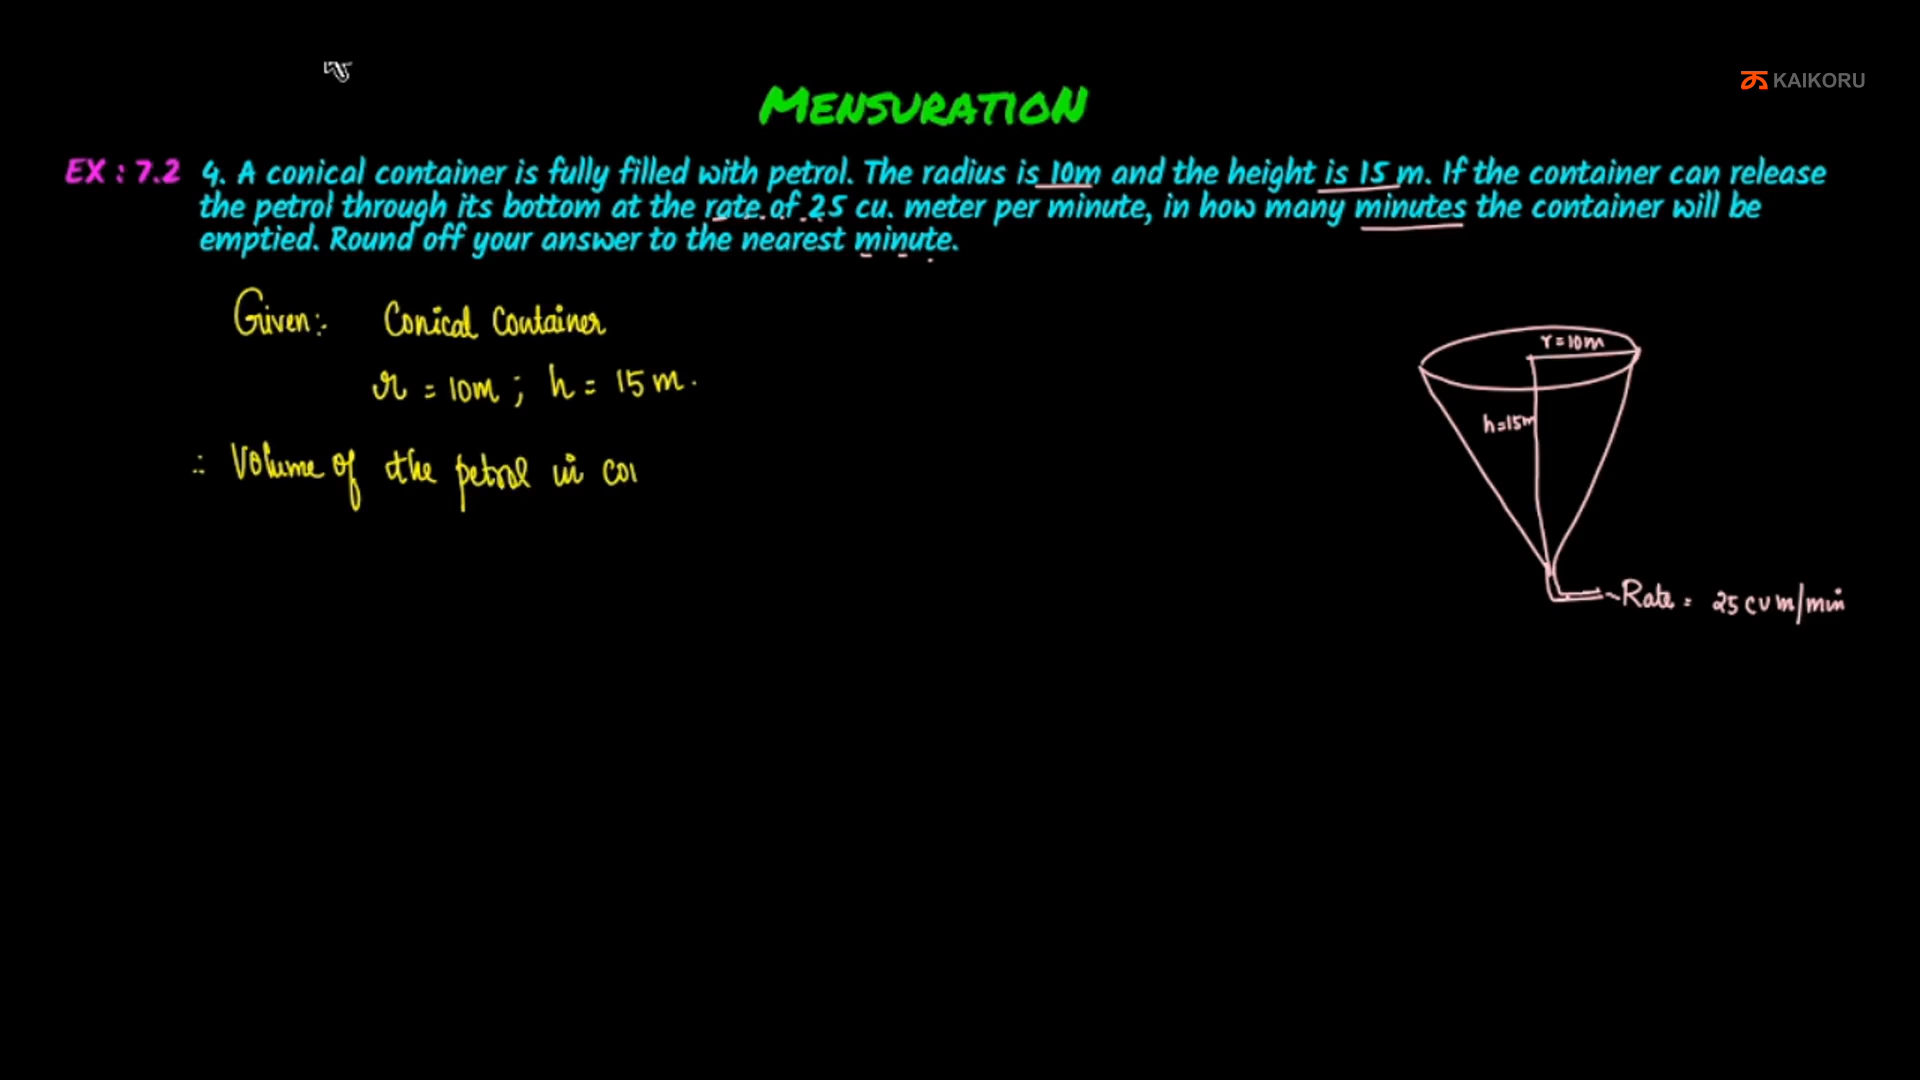 KAIKORU
MENSURATION
EX : 7.2 4. A conical container is fully filled with petrol. The radius is 10m and the height is 15 m. If the container can release
the petrol through its bottom at the rate of 25 cu. meter per minute, in how many minutes the container will be
emptied. Round off your answer to the nearest minute.
Given:- Conical Container
r = 10m ; h = 15 m.
∴ Volume of the petrol in co
r = 10m
h = 15m
Rate = 25 cu m/min